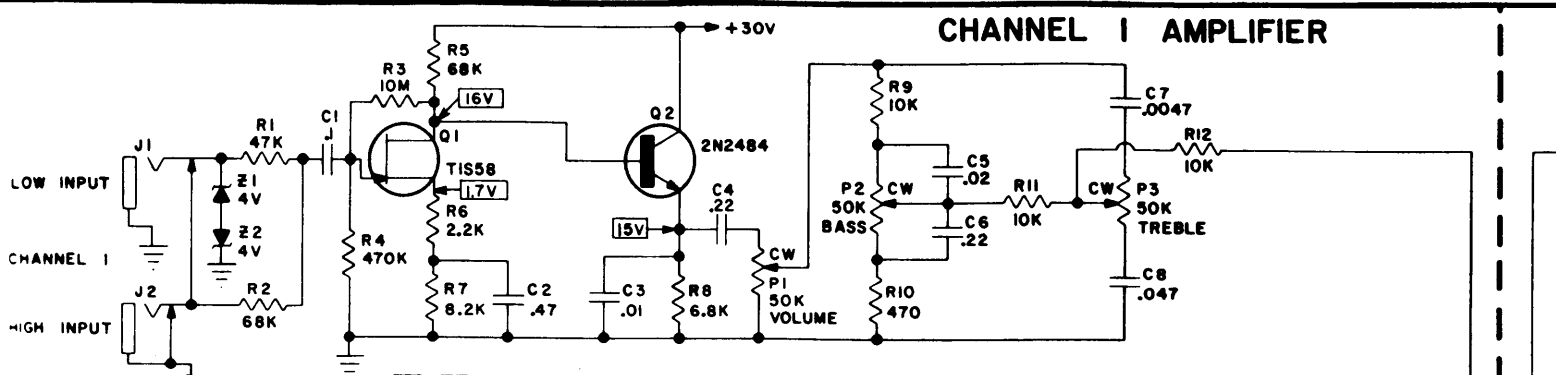 CHANNEL 1 AMPLIFIER
+30V
R5
68K
R3
10M
16V
C1
.1
Q1
TIS58
1.7V
J1
R1
47K
LOW INPUT
Z1
4V
Z2
4V
CHANNEL 1
J2
HIGH INPUT
R2
68K
R4
470K
R6
2.2K
R7
8.2K
C2
.47
Q2
2N2484
15V
C4
.22
C3
.01
R8
6.8K
CW
P1
50K
VOLUME
R9
10K
C5
.02
P2
50K
BASS
CW
C6
.22
R10
470
R11
10K
C7
.0047
R12
10K
CW
P3
50K
TREBLE
C8
.047